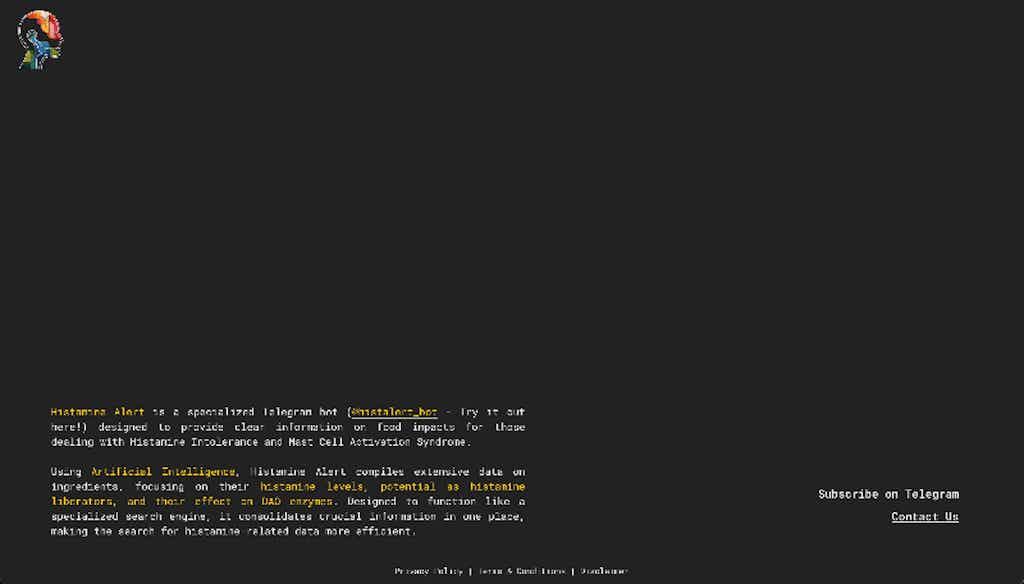 Histamine Alert is a specialized Telegram bot (@histalert_bot - Try it out
here!) designed to provide clear information on food impacts for those
dealing with Histamine Intolerance and Mast Cell Activation Syndrome.
Using Artificial Intelligence, Histamine Alert compiles extensive data on
ingredients, focusing on their histamine levels, potential as histamine
liberators, and their effect on DAO enzymes. Designed to function like a
specialized search engine, it consolidates crucial information in one place,
making the search for histamine-related data more efficient.
Subscribe on Telegram
Contact Us
Privacy Policy | Terms & Conditions | Disclaimer